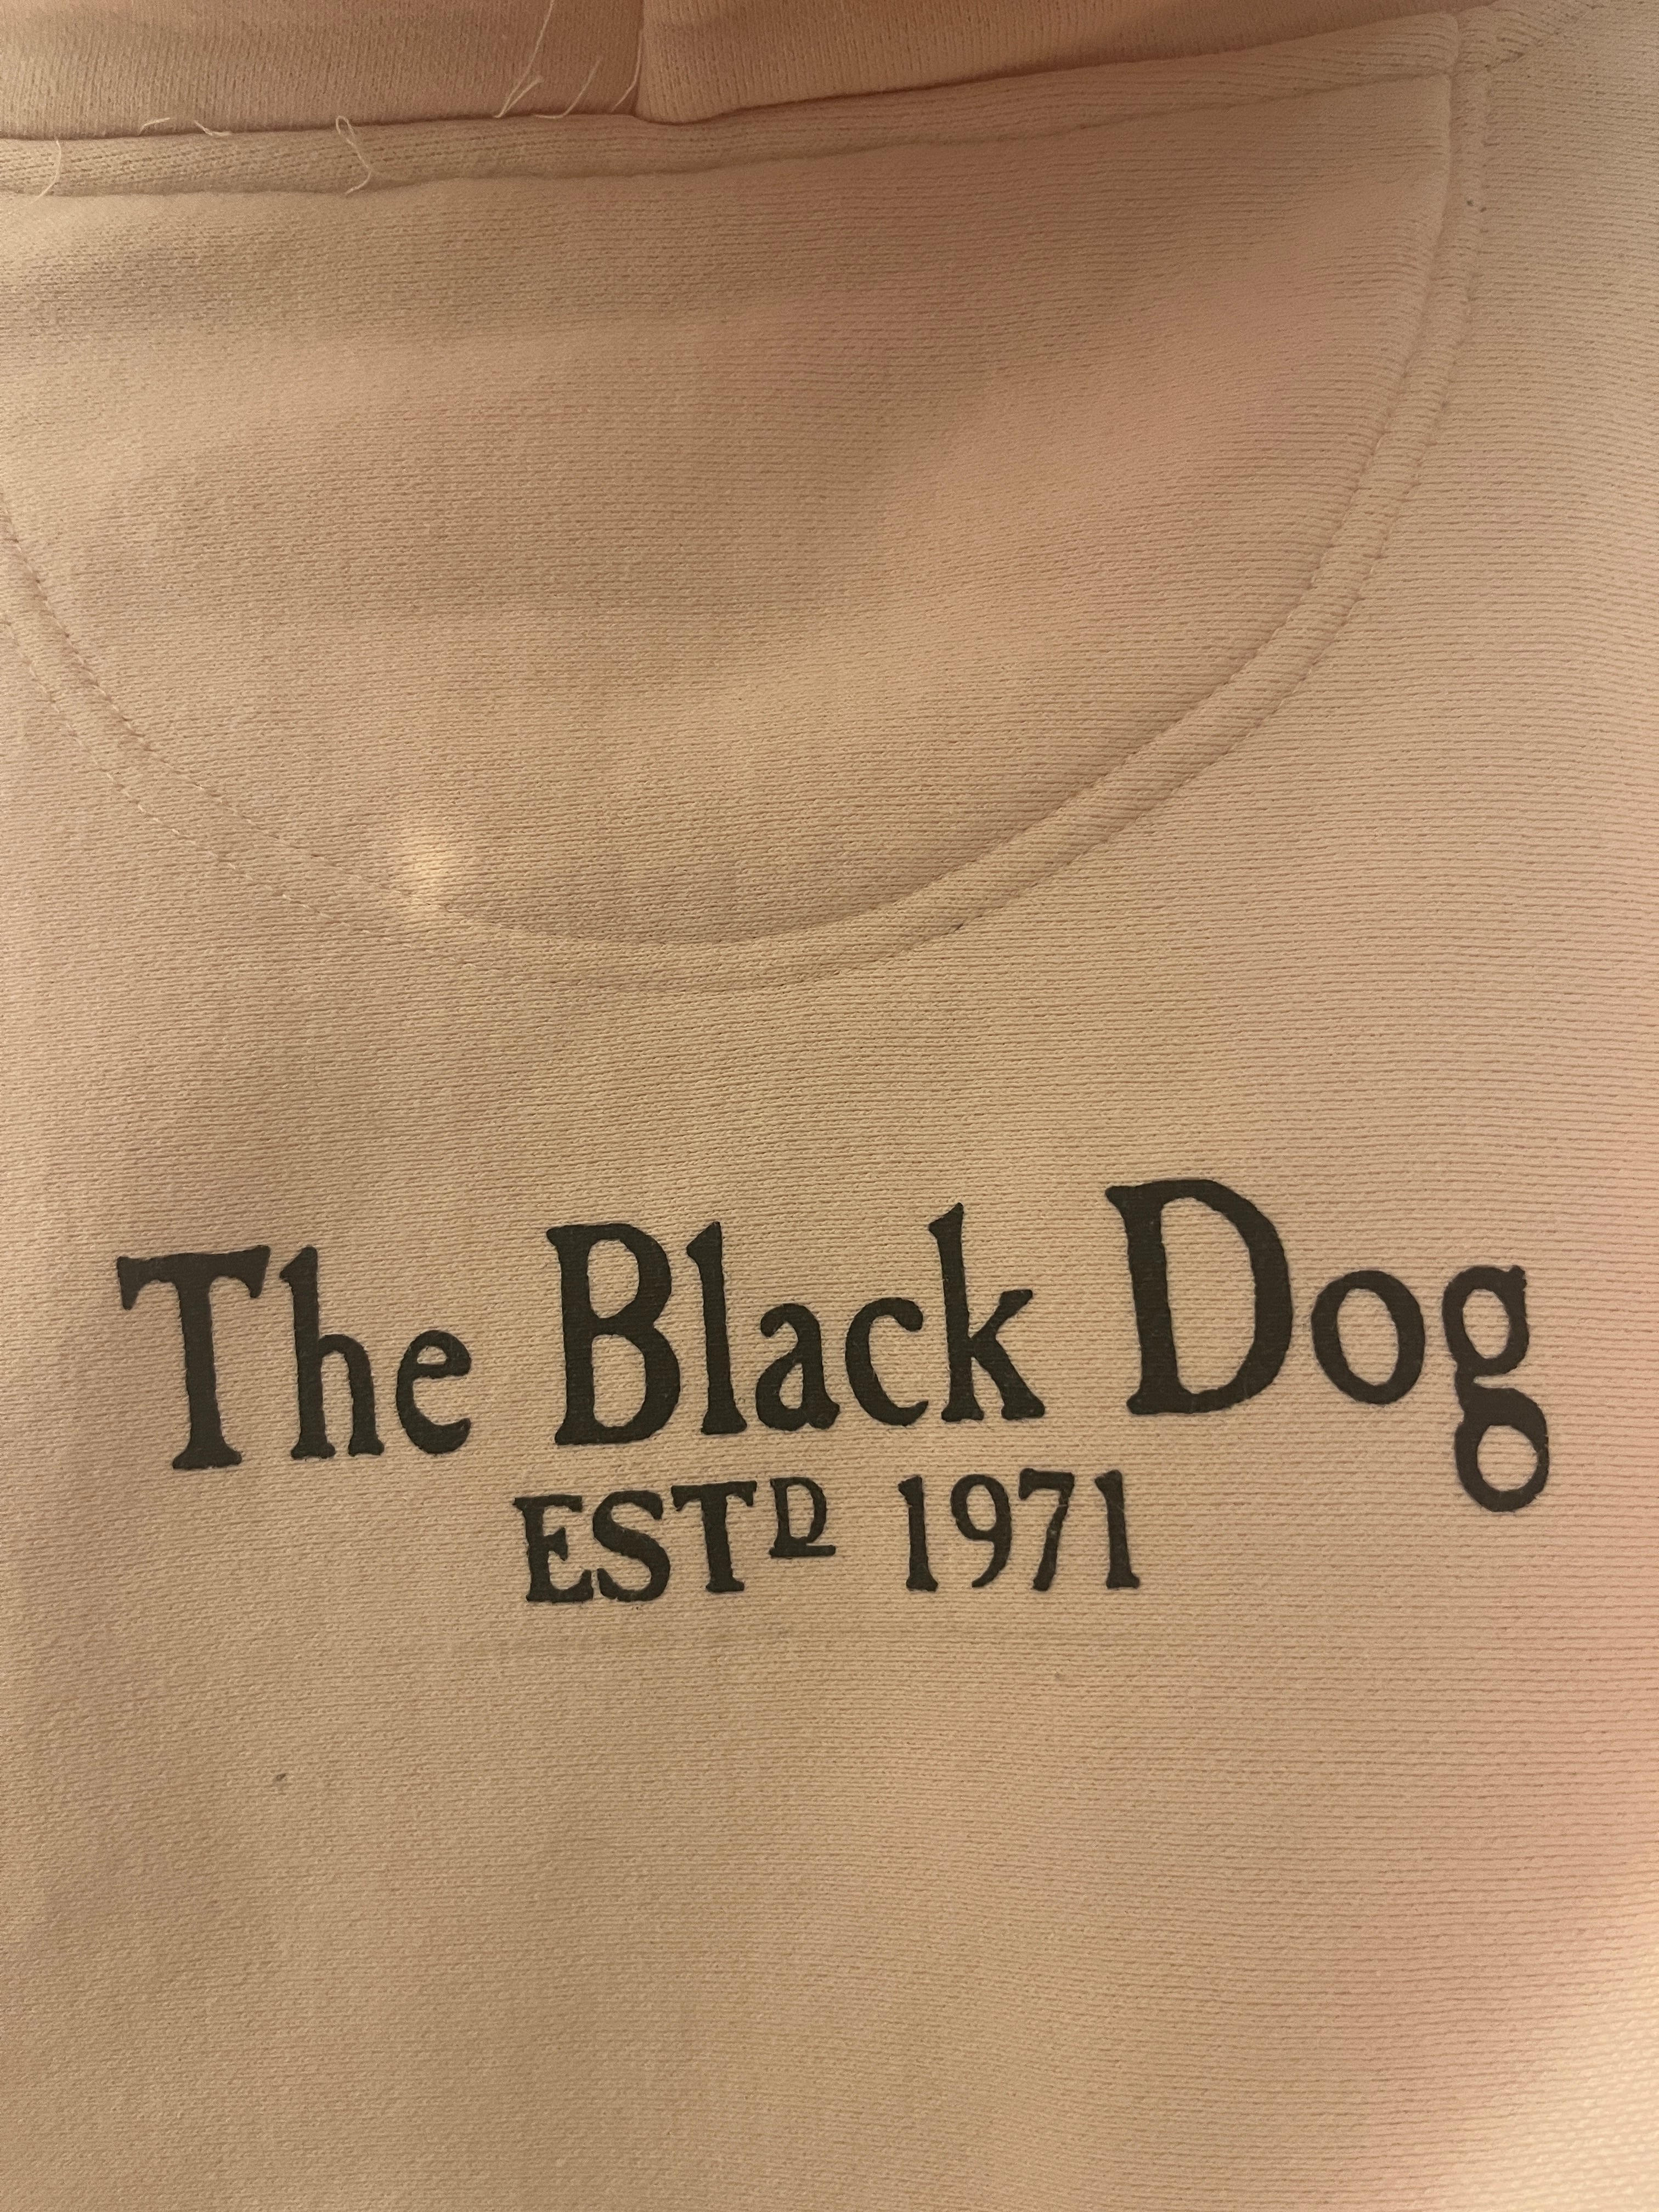 The Black Dog
ESTD 1971